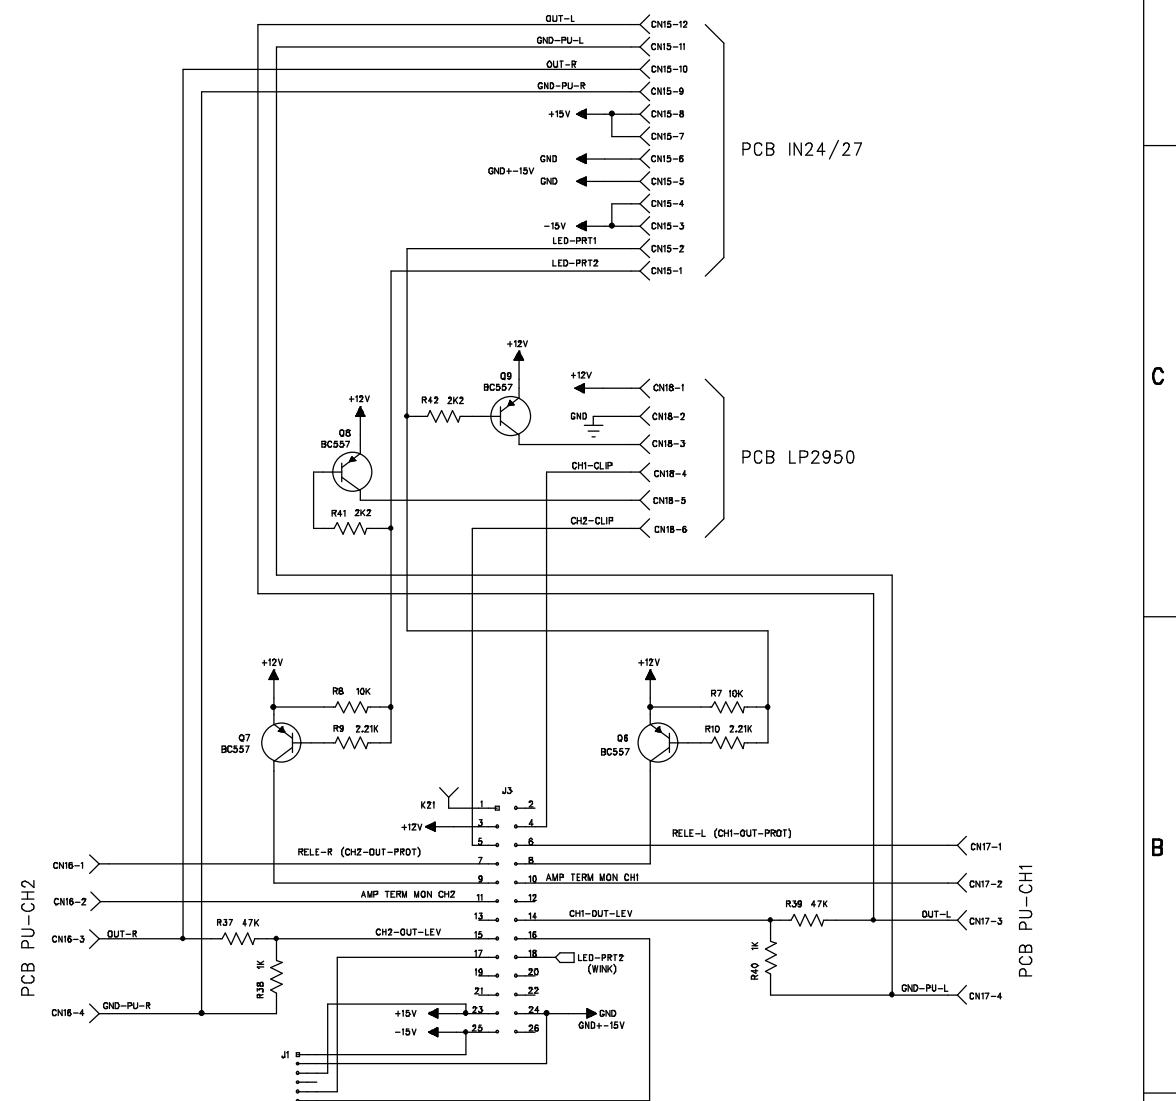 OUT-L
CN15-12
GND-PU-L
CN15-11
OUT-R
CN15-10
GND-PU-R
CN15-9
+15V
CN15-8
CN15-7
PCB IN24/27
GND
CN15-6
GND+-15V
GND
CN15-5
CN15-4
-15V
CN15-3
LED-PRT1
CN15-2
LED-PRT2
CN15-1
C
+12V
Q9
BC557
+12V
CN18-1
R42 2K2
GND
CN18-2
+12V
Q8
BC557
CN18-3
PCB LP2950
CH1-CLIP
CN18-4
CN18-5
R41 2K2
CH2-CLIP
CN18-6
+12V
R8 10K
Q7
BC557
R9 2.21K
+12V
R7 10K
Q6
BC557
R10 2.21K
B
J3
K21
1
2
+12V
3
4
5
6
RELE-L (CH1-OUT-PROT)
CN17-1
CN16-1
RELE-R (CH2-OUT-PROT)
7
8
9
10
AMP TERM MON CH1
CN17-2
CN16-2
AMP TERM MON CH2
11
12
13
14
CH1-OUT-LEV
R39 47K
OUT-L
CN17-3
PCB PU-CH1
PCB PU-CH2
CN16-3
OUT-R
R37 47K
CH2-OUT-LEV
15
16
R38 1K
R40 1K
17
18
LED-PRT2
(WINK)
19
20
21
22
GND-PU-L
CN17-4
CN16-4
GND-PU-R
+15V
23
24
GND
GND+-15V
-15V
25
26
J1